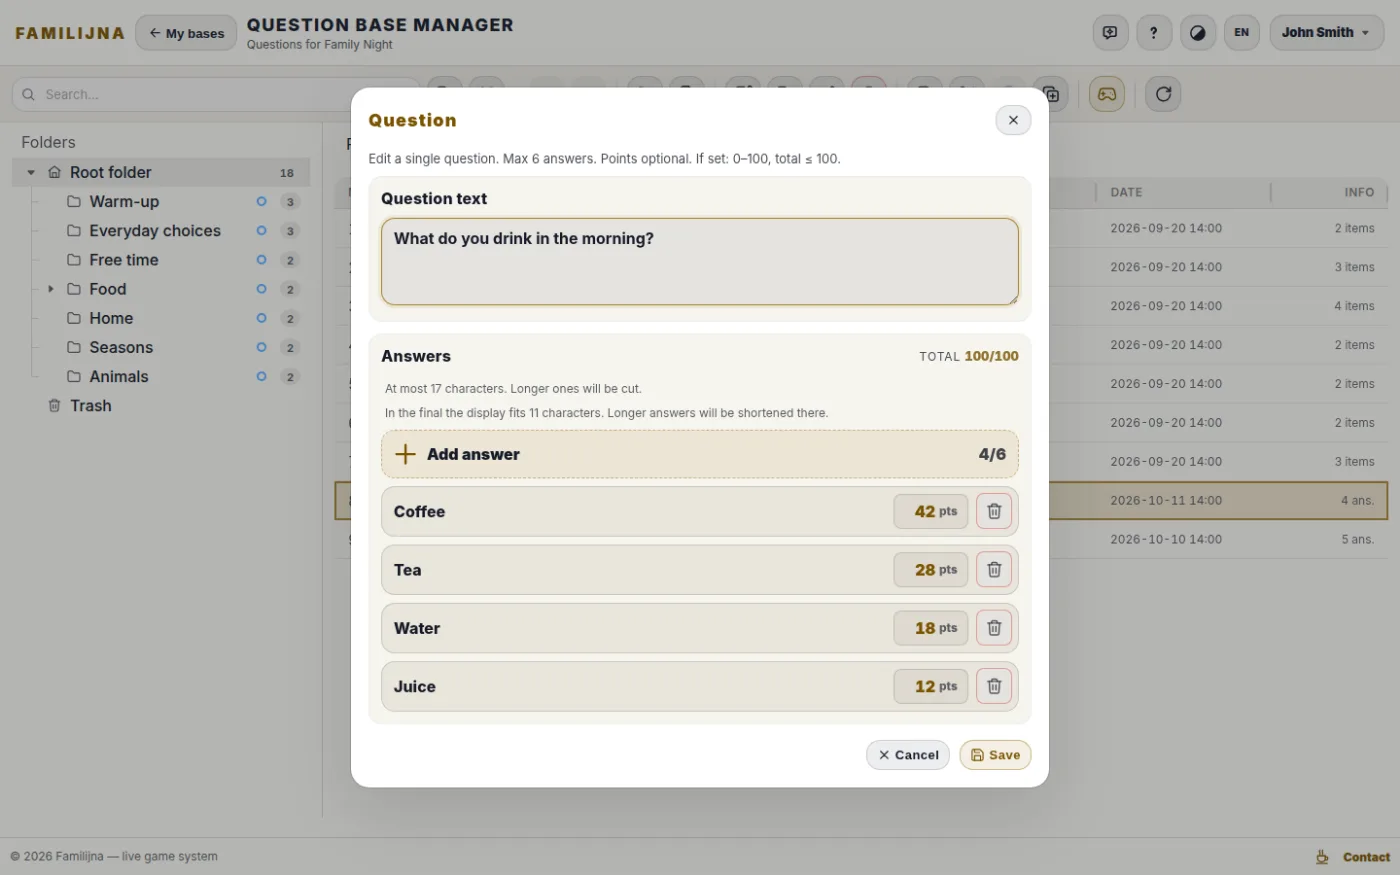 FAMILIJNA
My bases
QUESTION BASE MANAGER
Questions for Family Night
?
EN
John Smith
Search...
Folders
Root folder 18
Warm-up 3
Everyday choices 3
Free time 2
Food 2
Home 2
Seasons 2
Animals 2
Trash
DATE INFO
2026-09-20 14:00 2 items
2026-09-20 14:00 3 items
2026-09-20 14:00 4 items
2026-09-20 14:00 2 items
2026-09-20 14:00 2 items
2026-09-20 14:00 2 items
2026-09-20 14:00 3 items
2026-10-11 14:00 4 ans.
2026-10-10 14:00 5 ans.
Question
Edit a single question. Max 6 answers. Points optional. If set: 0–100, total ≤ 100.
Question text
What do you drink in the morning?
Answers TOTAL 100/100
At most 17 characters. Longer ones will be cut.
In the final the display fits 11 characters. Longer answers will be shortened there.
Add answer 4/6
Coffee 42 pts
Tea 28 pts
Water 18 pts
Juice 12 pts
Cancel Save
© 2026 Familijna — live game system
Contact